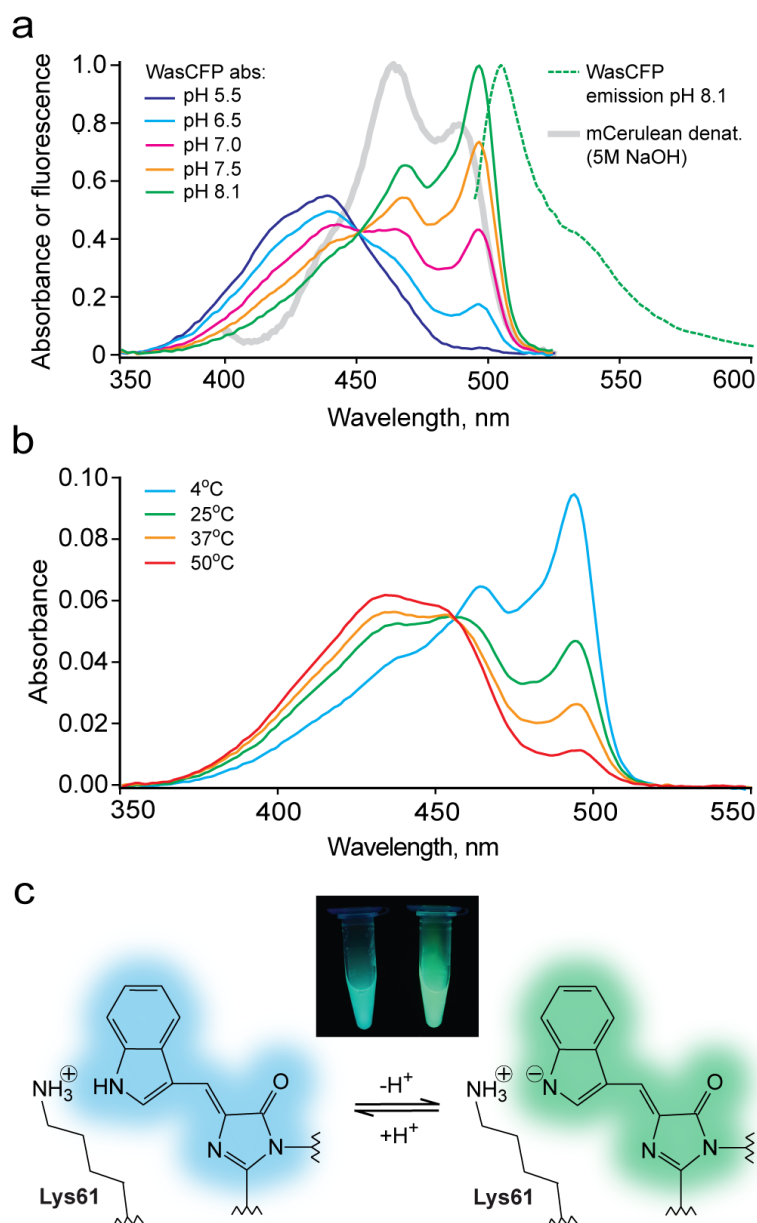 a
WasCFP abs:
pH 5.5
pH 6.5
pH 7.0
pH 7.5
pH 8.1
WasCFP
emission pH 8.1
mCerulean denat.
(5M NaOH)
Absorbance or fluorescence
1.0
0.8
0.6
0.4
0.2
0
350
400
450
500
550
600
Wavelength, nm
b
4°C
25°C
37°C
50°C
Absorbance
0.10
0.08
0.06
0.04
0.02
0.00
350
400
450
500
550
Wavelength, nm
c
NH3 +
HN
O
N
N
Lys61
-H+
+H+
NH3 +
−
N
O
N
N
Lys61